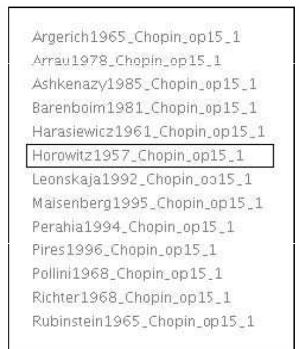 Argerich1965_Chopin_op15_1
Arrau1978_Chopin_op15_1
Ashkenazy1985_Chopin_op15_1
Barenboim1981_Chopin_op15_1
Harasiewicz1961_Chopin_op15_1
Horowitz1957_Chopin_op15_1
Leonskaja1992_Chopin_op15_1
Maisenberg1995_Chopin_op15_1
Perahia1994_Chopin_op15_1
Pires1996_Chopin_op15_1
Pollini1968_Chopin_op15_1
Richter1968_Chopin_op15_1
Rubinstein1965_Chopin_op15_1